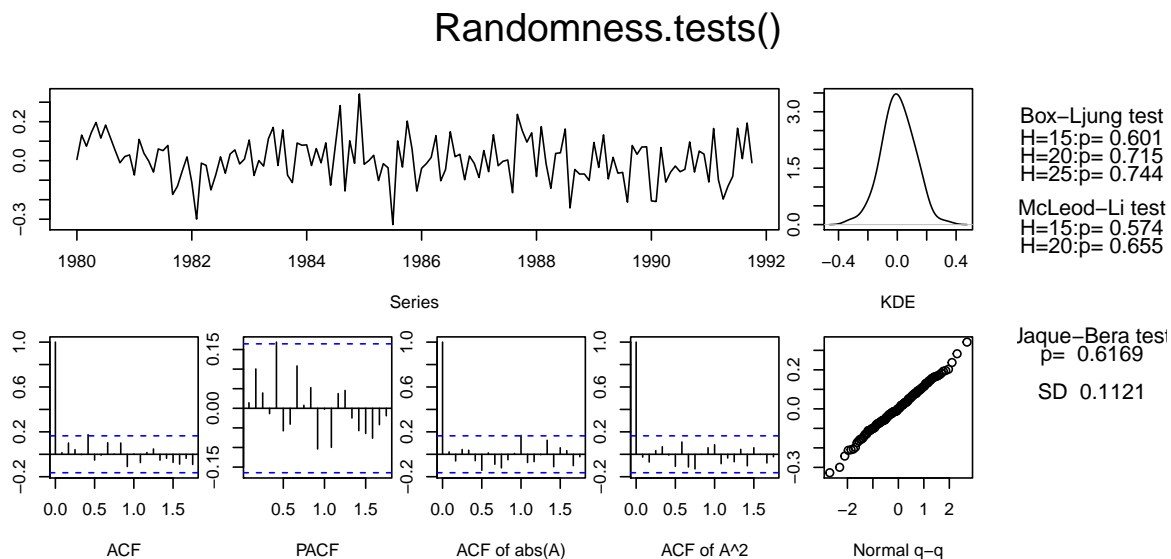 Randomness.tests()
−0.3 0.0 0.2
1980 1982 1984 1986 1988 1990 1992
Series
0.0 1.5 3.0
−0.4 0.0 0.4
KDE
Box−Ljung test
H=15:p= 0.601
H=20:p= 0.715
H=25:p= 0.744
McLeod−Li test
H=15:p= 0.574
H=20:p= 0.655
−0.2 0.2 0.6 1.0
0.0 0.5 1.0 1.5
ACF
−0.15 0.00 0.15
0.5 1.0 1.5
PACF
−0.2 0.2 0.6 1.0
0.0 0.5 1.0 1.5
ACF of abs(A)
−0.2 0.2 0.6 1.0
0.0 0.5 1.0 1.5
ACF of A^2
−0.3 0.0 0.2
−2 0 1 2
Normal q−q
Jaque−Bera test
p= 0.6169
SD 0.1121